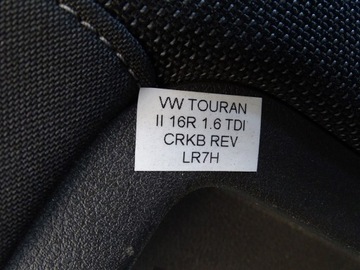 VW TOURAN
II 16R 1.6 TDI
CRKB REV
LR7H